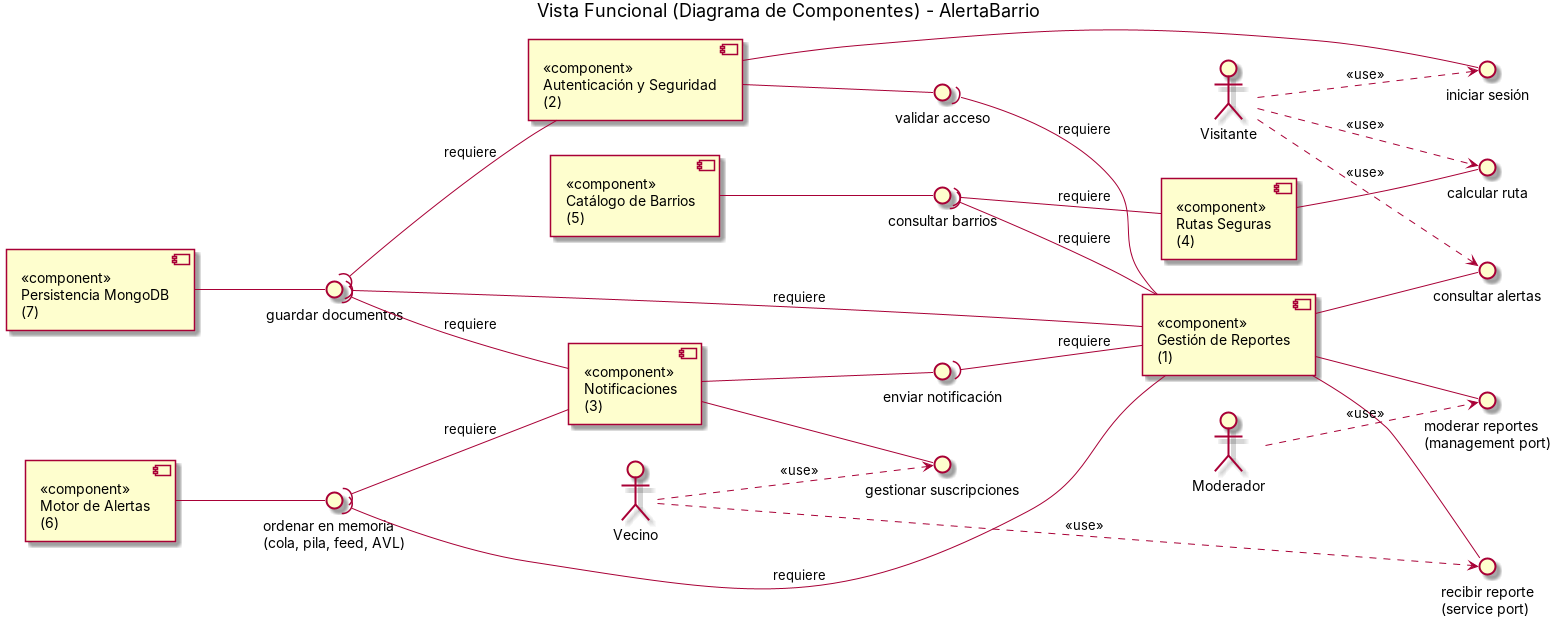 Vista Funcional (Diagrama de Componentes) - AlertaBarrio
«component»
Autenticación y Seguridad
(2)
«use»
iniciar sesión
validar acceso
requiere
Visitante
«use»
requiere
«component»
Catálogo de Barrios
(5)
«use»
calcular ruta
requiere
consultar barrios
«component»
Rutas Seguras
(4)
requiere
«component»
Persistencia MongoDB
(7)
guardar documentos
requiere
consultar alertas
requiere
«component»
Gestión de Reportes
(1)
requiere
«component»
Notificaciones
(3)
enviar notificación
«use»
moderar reportes
(management port)
requiere
«component»
Motor de Alertas
(6)
«use»
gestionar suscripciones
Moderador
ordenar en memoria
(cola, pila, feed, AVL)
Vecino
«use»
requiere
recibir reporte
(service port)